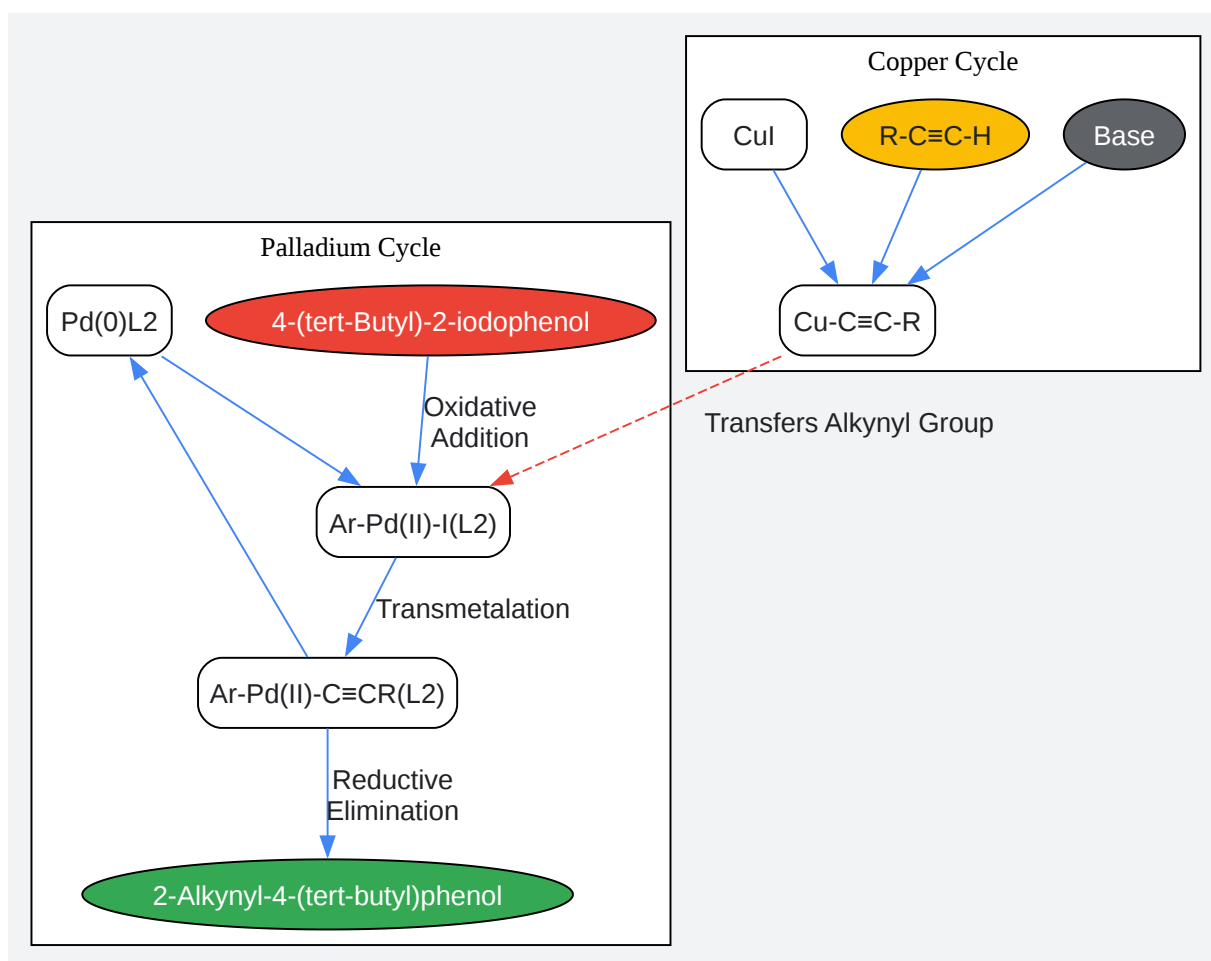 Copper Cycle
CuI
R-C≡C-H
Base
Palladium Cycle
Pd(0)L2
4-(tert-Butyl)-2-iodophenol
Cu-C≡C-R
Oxidative
Addition
Transfers Alkynyl Group
Ar-Pd(II)-I(L2)
Transmetalation
Ar-Pd(II)-C≡CR(L2)
Reductive
Elimination
2-Alkynyl-4-(tert-butyl)phenol